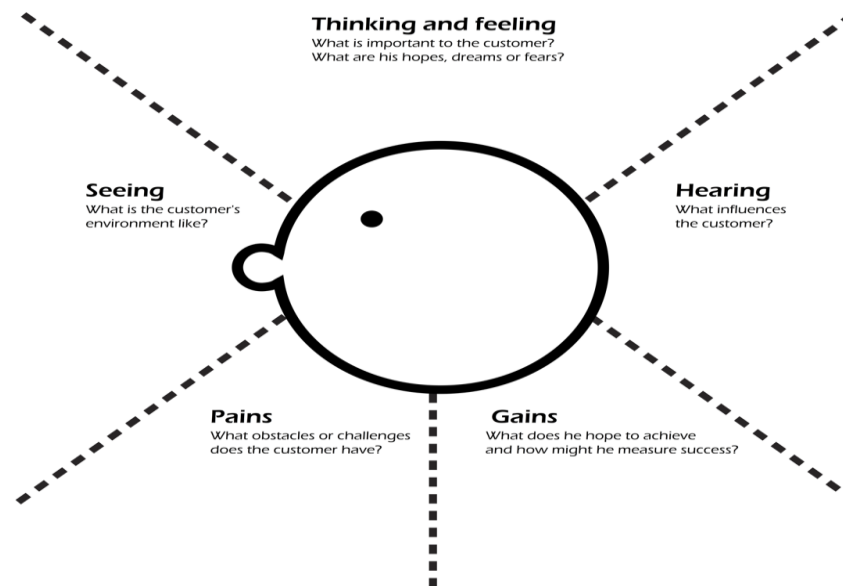 Thinking and feeling
What is important to the customer?
What are his hopes, dreams or fears?
Seeing
What is the customer's
environment like?
Hearing
What influences
the customer?
Pains
What obstacles or challenges
does the customer have?
Gains
What does he hope to achieve
and how might he measure success?